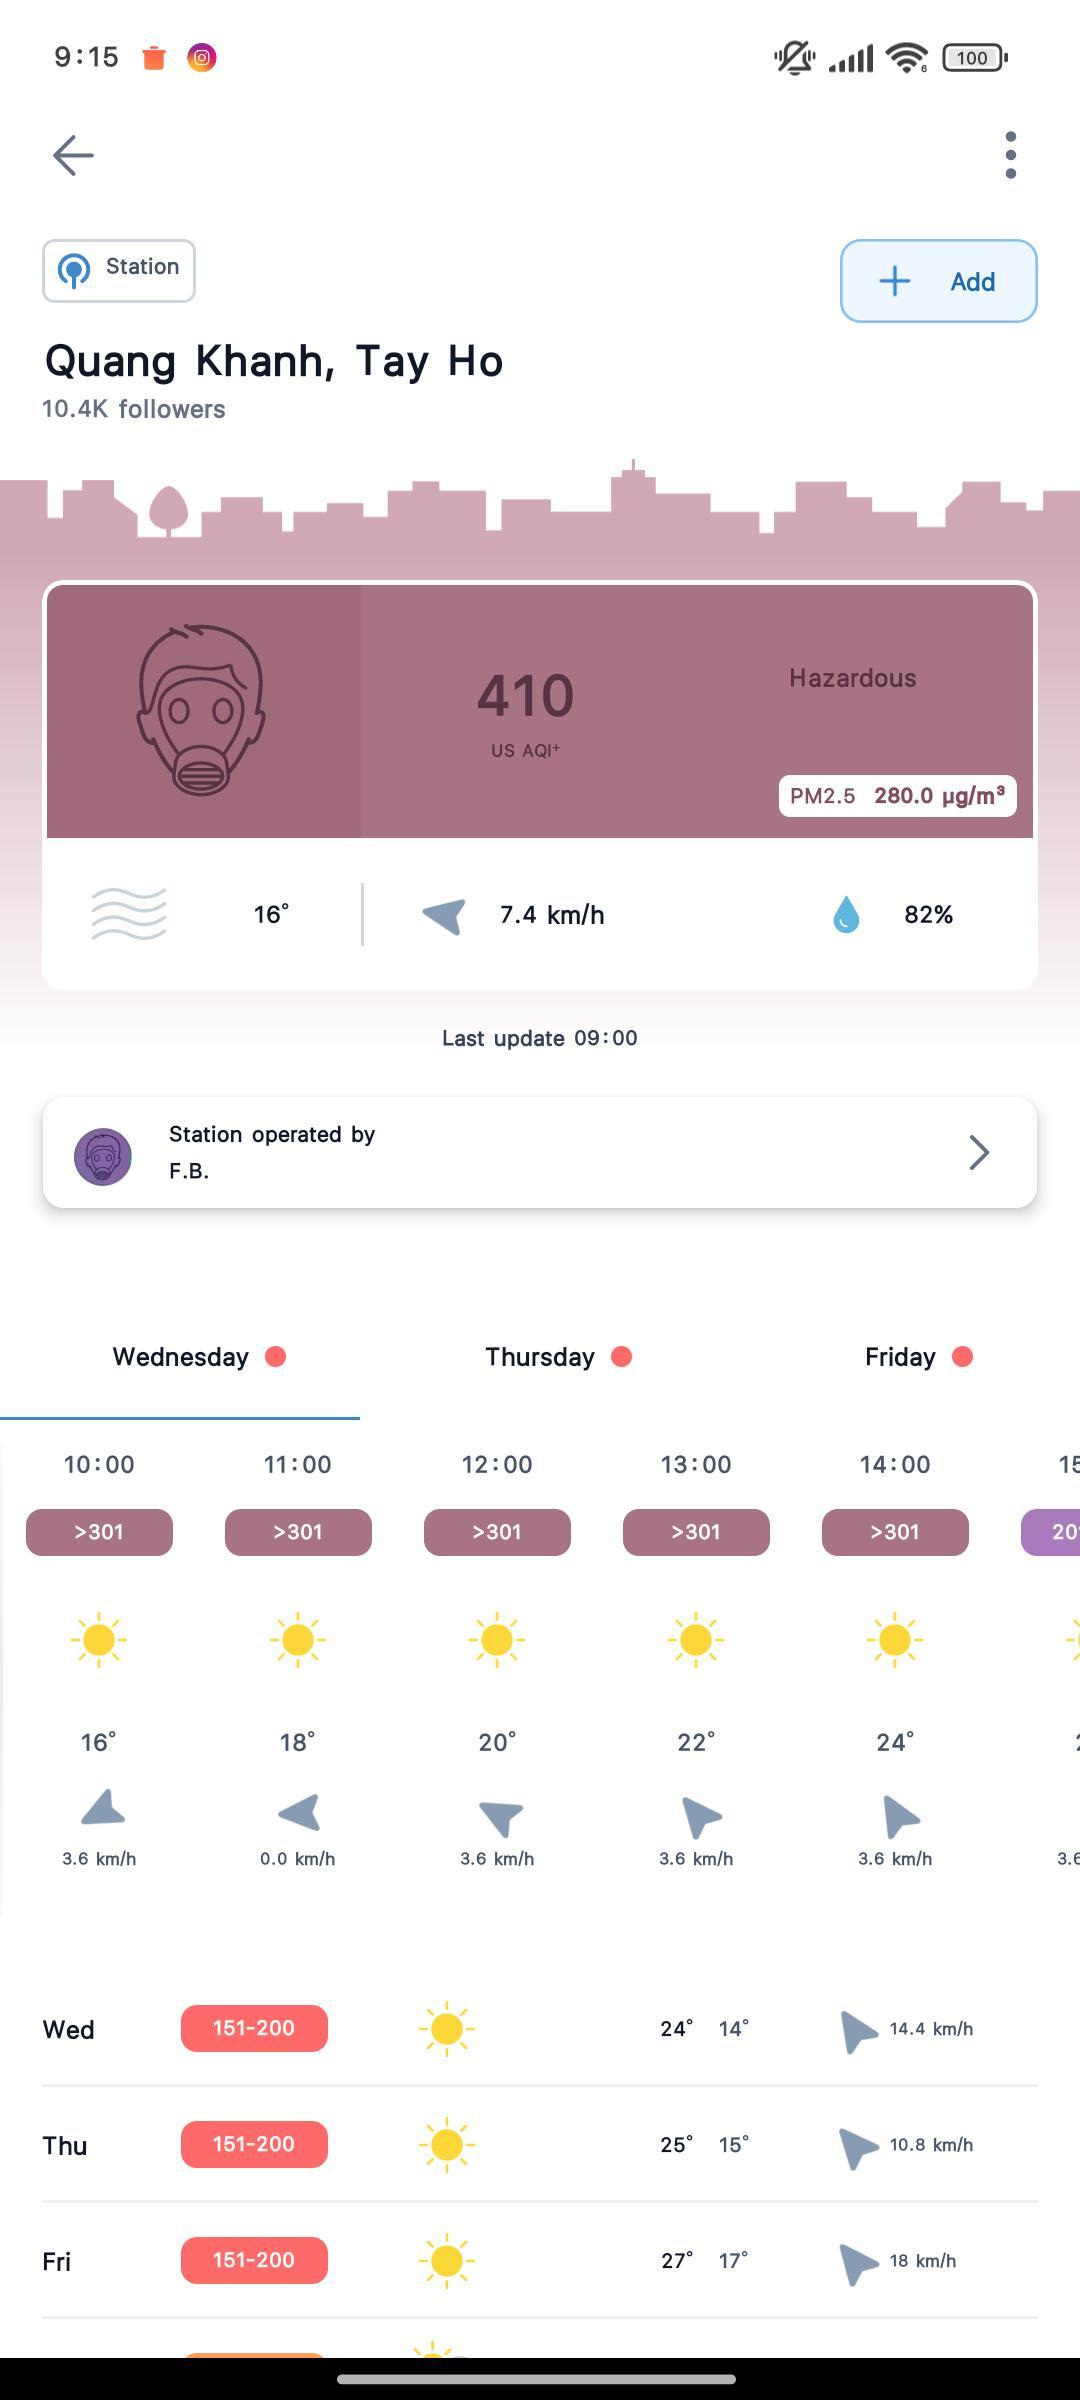 9:15
6
100
Station
Add
Quang Khanh, Tay Ho
10.4K followers
410
US AQI⁺
Hazardous
PM2.5 280.0 µg/m³
16° 7.4 km/h 82%
Last update 09:00
Station operated by
F.B.
Wednesday Thursday Friday
10:00 11:00 12:00 13:00 14:00
>301 >301 >301 >301 >301
16° 18° 20° 22° 24°
3.6 km/h 0.0 km/h 3.6 km/h 3.6 km/h 3.6 km/h
Wed 151-200 24° 14° 14.4 km/h
Thu 151-200 25° 15° 10.8 km/h
Fri 151-200 27° 17° 18 km/h